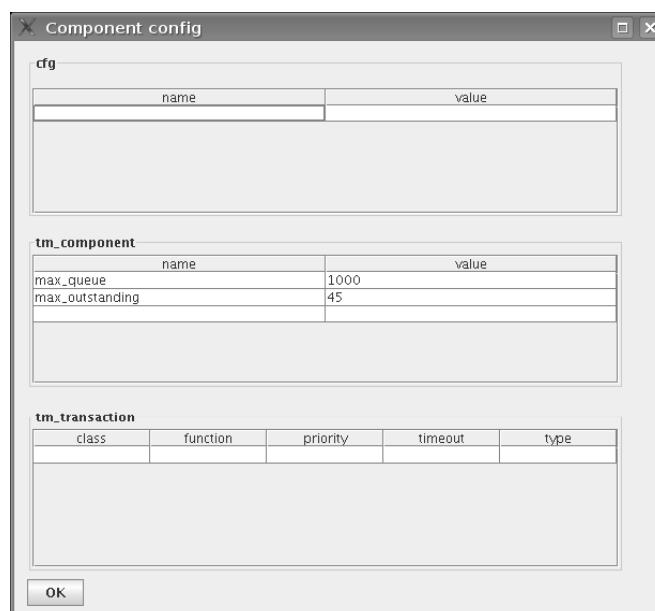 Component config
cfg
name value
tm_component
name value
max_queue 1000
max_outstanding 45
tm_transaction
class function priority timeout type
OK